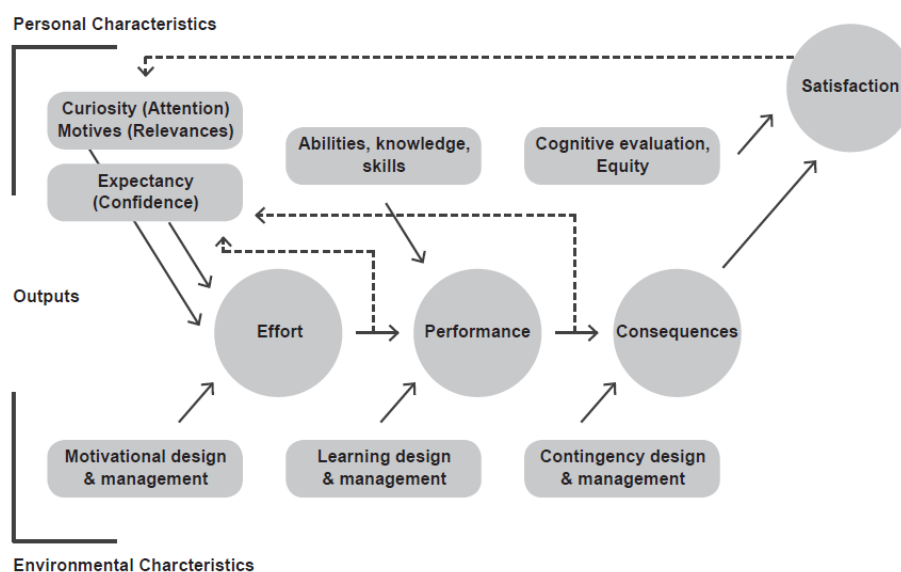 Personal Characteristics
Satisfaction
Curiosity (Attention)
Motives (Relevances)
Abilities, knowledge,
skills
Cognitive evaluation,
Equity
Expectancy
(Confidence)
Outputs
Effort
Performance
Consequences
Motivational design
& management
Learning design
& management
Contingency design
& management
Environmental Charcteristics